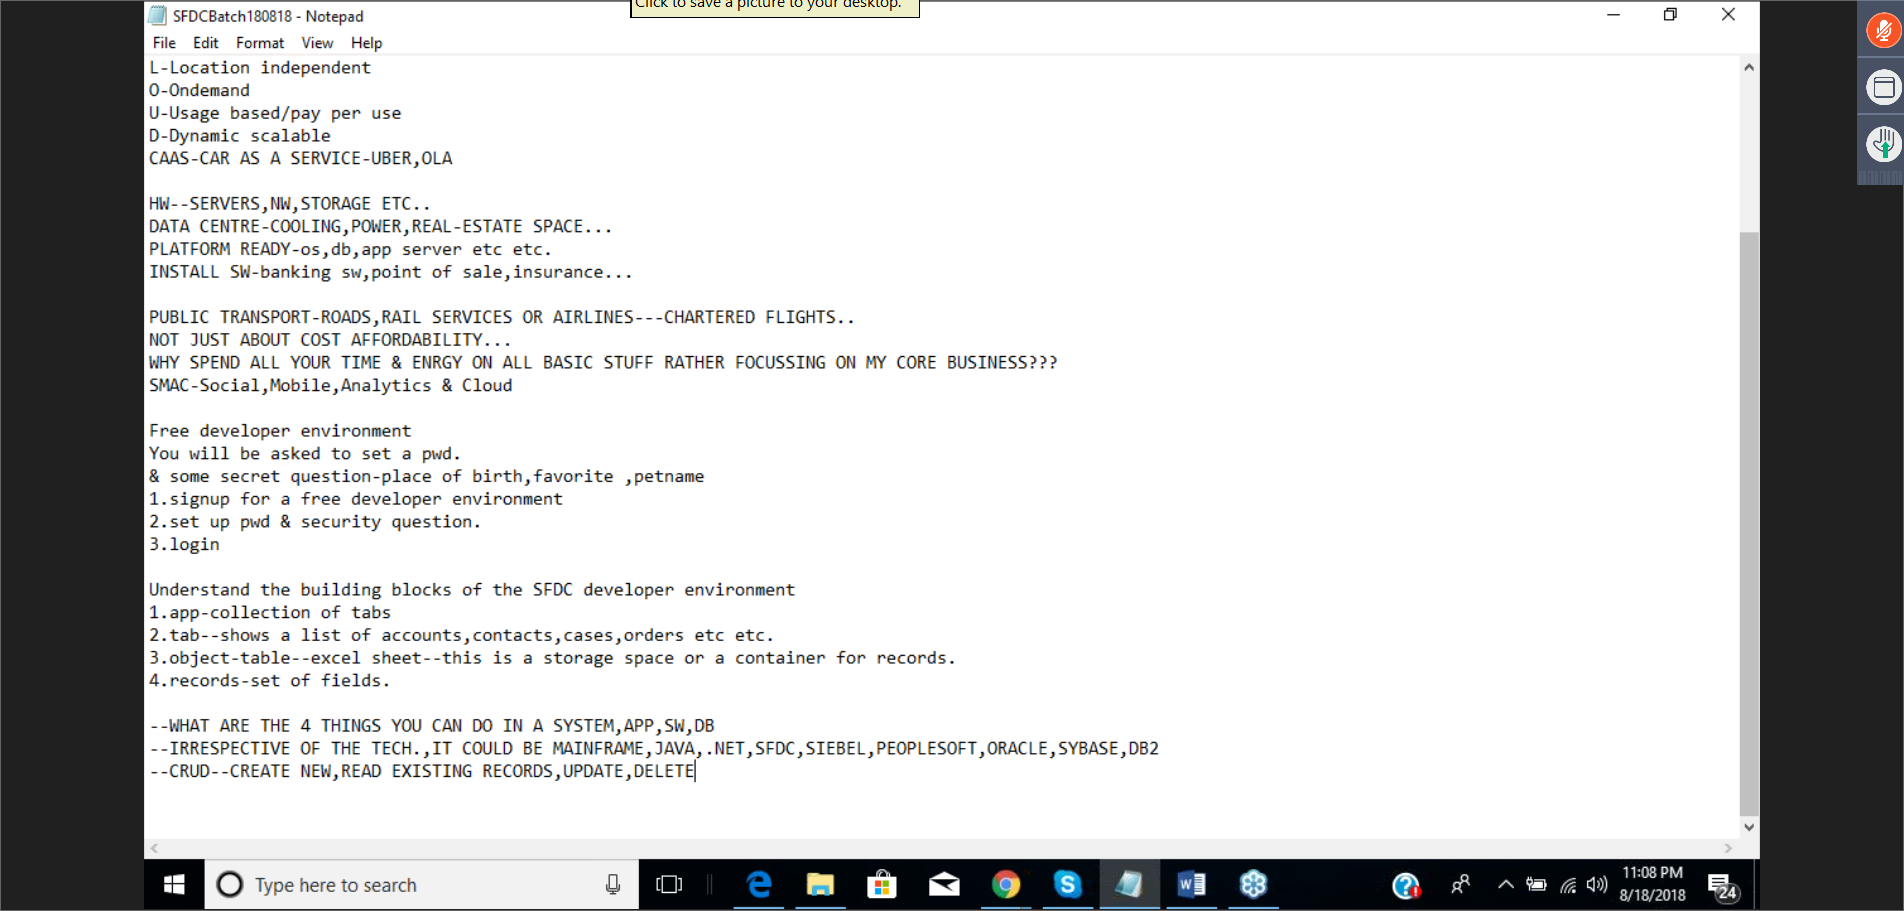 Click to save a picture to your desktop.
SFDCBatch180818 - Notepad
File Edit Format View Help
L-Location independent
O-Ondemand
U-Usage based/pay per use
D-Dynamic scalable
CAAS-CAR AS A SERVICE-UBER,OLA
HW--SERVERS,NW,STORAGE ETC..
DATA CENTRE-COOLING,POWER,REAL-ESTATE SPACE...
PLATFORM READY-os,db,app server etc etc.
INSTALL SW-banking sw,point of sale,insurance...
PUBLIC TRANSPORT-ROADS,RAIL SERVICES OR AIRLINES---CHARTERED FLIGHTS..
NOT JUST ABOUT COST AFFORDABILITY...
WHY SPEND ALL YOUR TIME & ENRGY ON ALL BASIC STUFF RATHER FOCUSSING ON MY CORE BUSINESS???
SMAC-Social,Mobile,Analytics & Cloud
Free developer environment
You will be asked to set a pwd.
& some secret question-place of birth,favorite ,petname
1.signup for a free developer environment
2.set up pwd & security question.
3.login
Understand the building blocks of the SFDC developer environment
1.app-collection of tabs
2.tab--shows a list of accounts,contacts,cases,orders etc etc.
3.object-table--excel sheet--this is a storage space or a container for records.
4.records-set of fields.
--WHAT ARE THE 4 THINGS YOU CAN DO IN A SYSTEM,APP,SW,DB
--IRRESPECTIVE OF THE TECH.,IT COULD BE MAINFRAME,JAVA,.NET,SFDC,SIEBEL,PEOPLESOFT,ORACLE,SYBASE,DB2
--CRUD--CREATE NEW,READ EXISTING RECORDS,UPDATE,DELETE
Type here to search
11:08 PM
8/18/2018
24